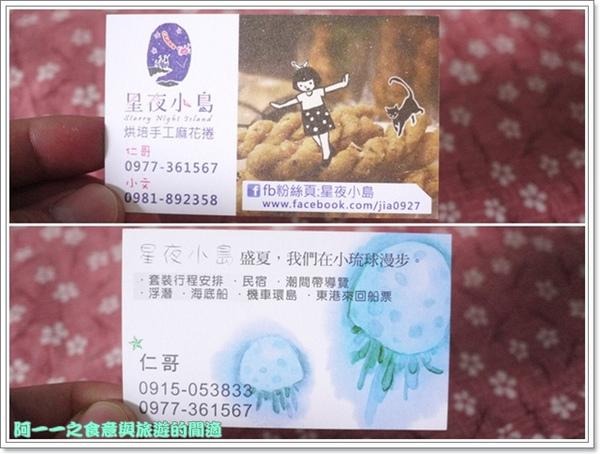 星夜小島
Starry Night Island
烘培手工麻花捲
仁哥
0977-361567
小文
0981-892358
fb粉絲頁:星夜小島
www.facebook.com/jia0927
星夜小島 盛夏，我們在小琉球漫步。
·套裝行程安排 ·民宿 ·潮間帶導覽
·浮潛 ·海底船 ·機車環島 ·東港來回船票
仁哥
0915-053833
0977-361567
阿一一之食意與旅遊的閒適